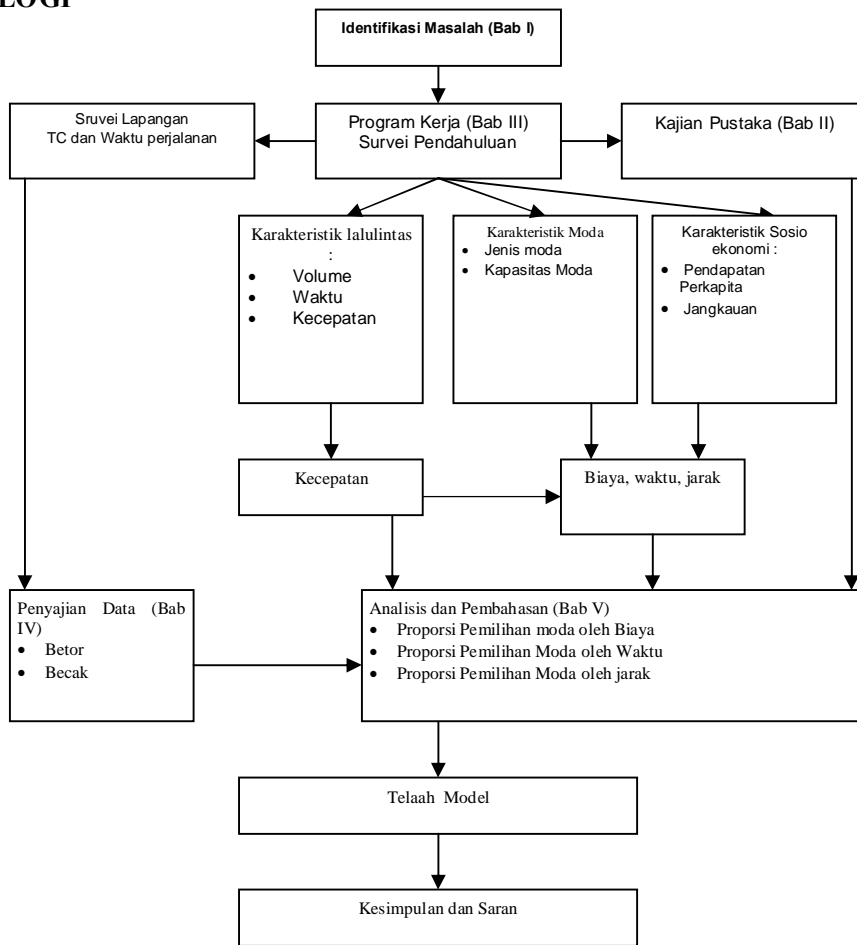 Identifikasi Masalah (Bab I)
Sruvei Lapangan
TC dan Waktu perjalanan
Program Kerja (Bab III)
Survei Pendahuluan
Kajian Pustaka (Bab II)
Karakteristik lalulintas
:
• Volume
• Waktu
• Kecepatan
Karakteristik Moda
• Jenis moda
• Kapasitas Moda
Karakteristik Sosio
ekonomi :
• Pendapatan
Perkapita
• Jangkauan
Kecepatan
Biaya, waktu, jarak
Penyajian Data (Bab
IV)
• Betor
• Becak
Analisis dan Pembahasan (Bab V)
• Proporsi Pemilihan moda oleh Biaya
• Proporsi Pemilihan Moda oleh Waktu
• Proporsi Pemilihan Moda oleh jarak
Telaah Model
Kesimpulan dan Saran